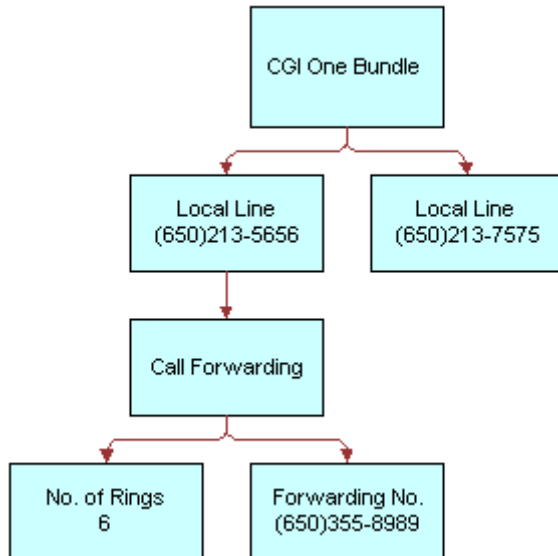 CGI One Bundle
Local Line
(650)213-5656
Local Line
(650)213-7575
Call Forwarding
No. of Rings
6
Forwarding No.
(650)355-8989